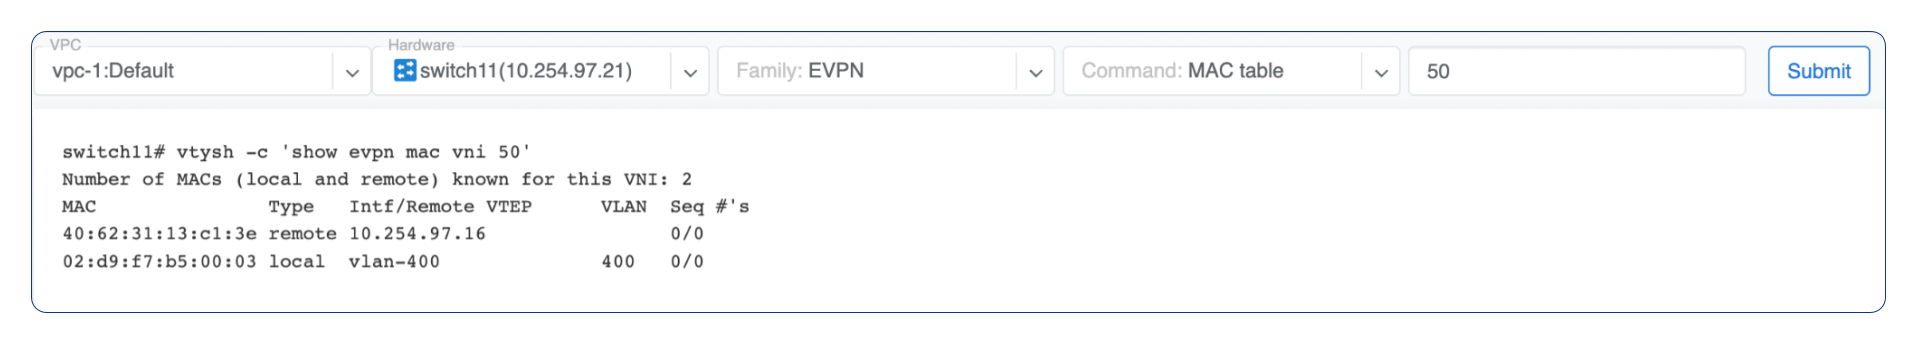 VPC Hardware
vpc-1:Default switch11(10.254.97.21) Family: EVPN Command: MAC table 50 Submit
switch11# vtysh -c 'show evpn mac vni 50'
Number of MACs (local and remote) known for this VNI: 2
MAC               Type   Intf/Remote VTEP      VLAN  Seq #'s
40:62:31:13:c1:3e remote 10.254.97.16                0/0
02:d9:f7:b5:00:03 local  vlan-400              400   0/0